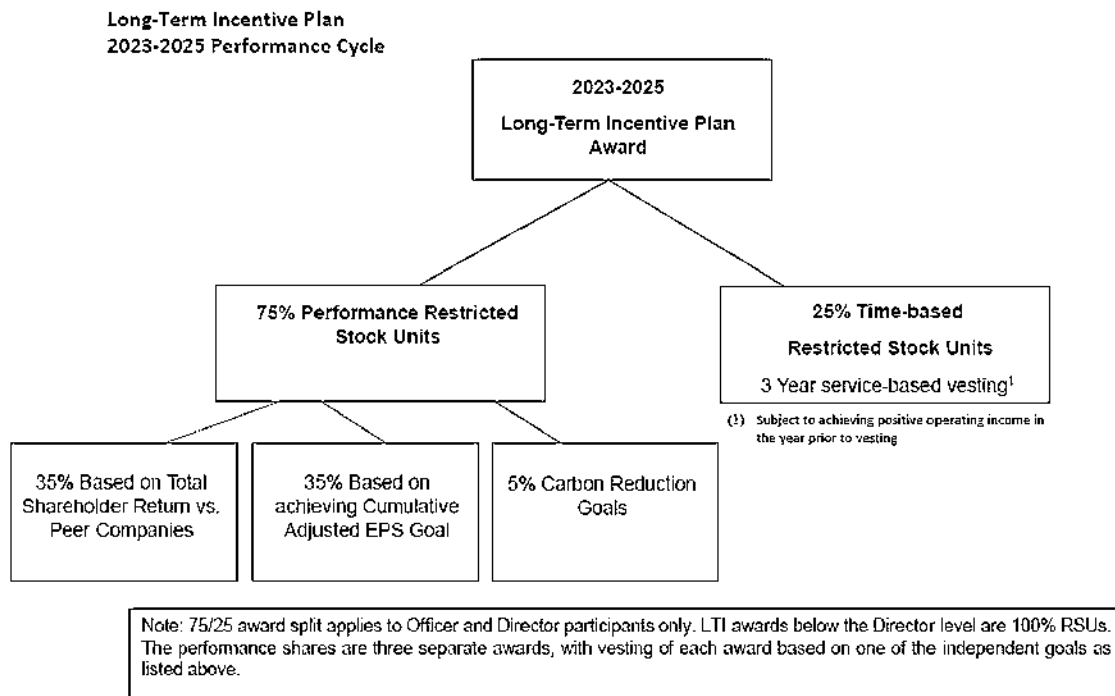 Long-Term Incentive Plan
2023-2025 Performance Cycle
2023-2025
Long-Term Incentive Plan
Award
75% Performance Restricted
Stock Units
25% Time-based
Restricted Stock Units
3 Year service-based vesting¹
(1) Subject to achieving positive operating income in
the year prior to vesting
35% Based on Total
Shareholder Return vs.
Peer Companies
35% Based on
achieving Cumulative
Adjusted EPS Goal
5% Carbon Reduction
Goals
Note: 75/25 award split applies to Officer and Director participants only. LTI awards below the Director level are 100% RSUs.
The performance shares are three separate awards, with vesting of each award based on one of the independent goals as
listed above.